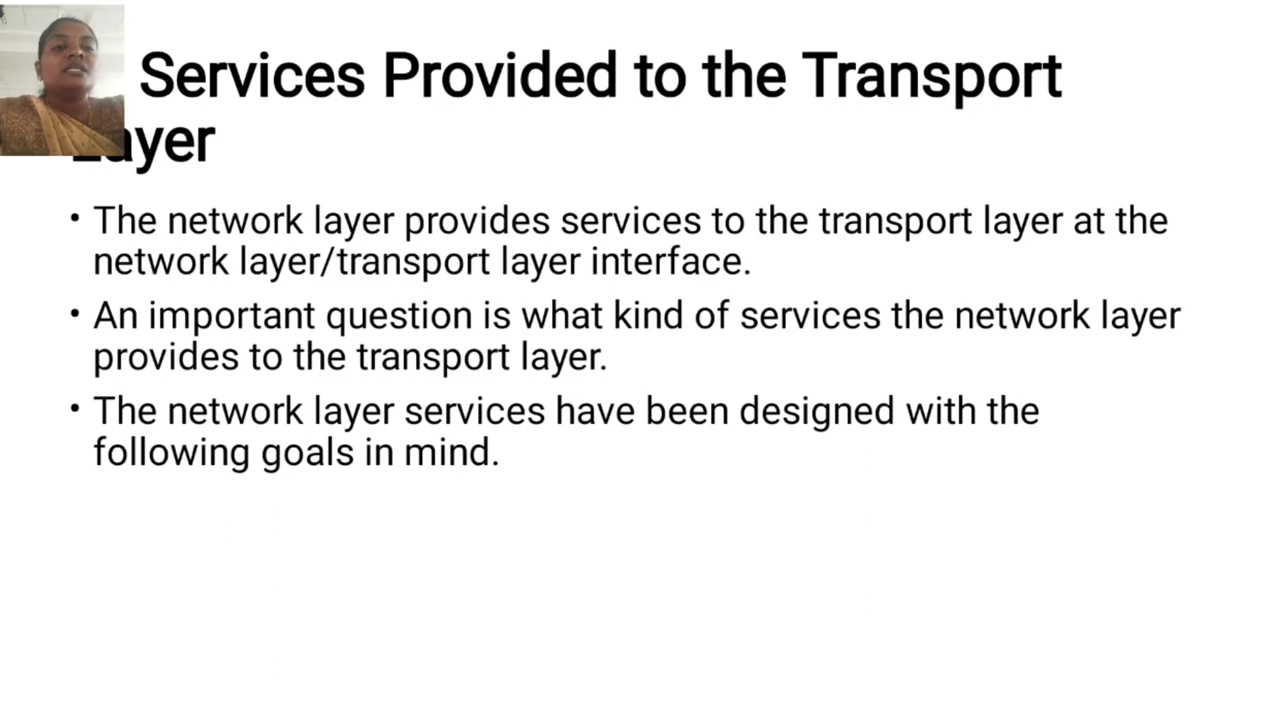 Services Provided to the Transport
Layer
• The network layer provides services to the transport layer at the
network layer/transport layer interface.
• An important question is what kind of services the network layer
provides to the transport layer.
• The network layer services have been designed with the
following goals in mind.